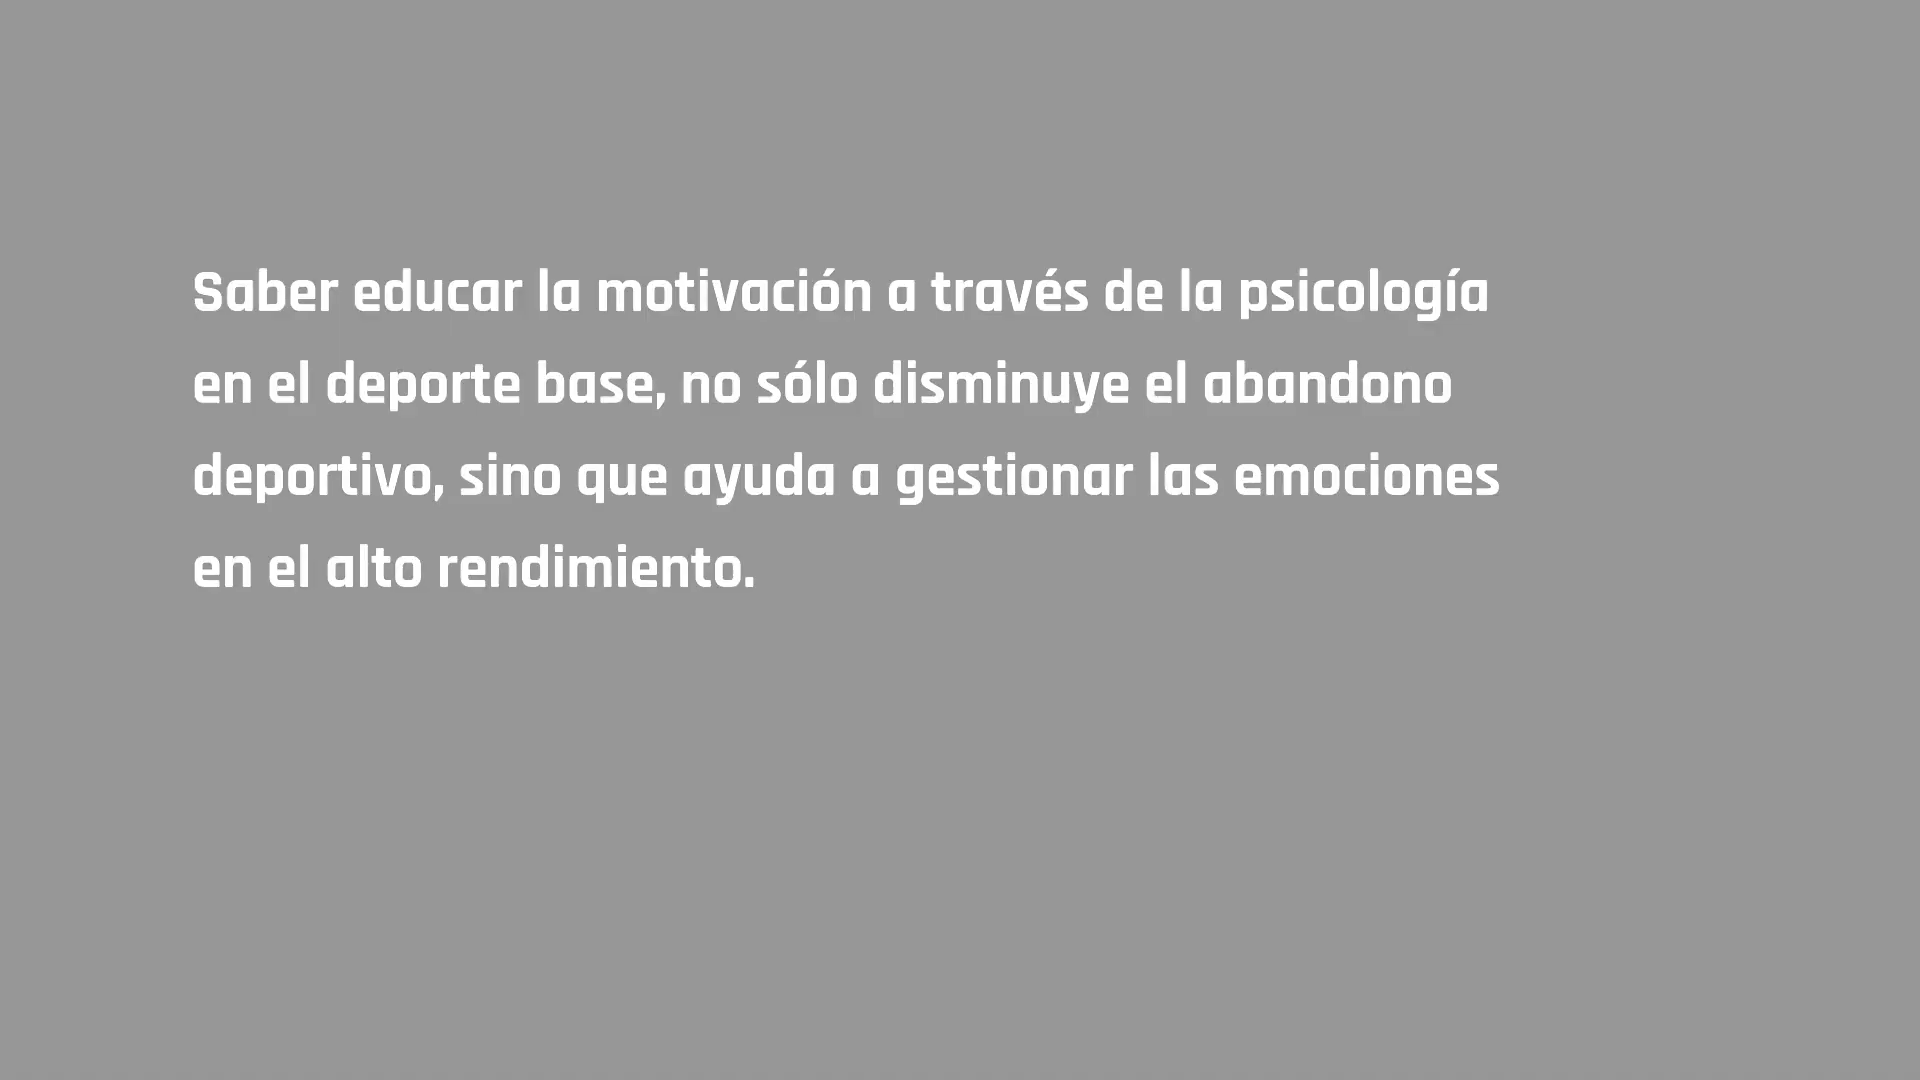 Saber educar la motivación a través de la psicología
en el deporte base, no sólo disminuye el abandono
deportivo, sino que ayuda a gestionar las emociones
en el alto rendimiento.